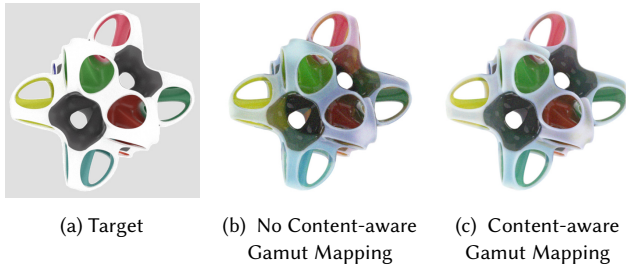 (a) Target
(b) No Content-aware
Gamut Mapping
(c) Content-aware
Gamut Mapping